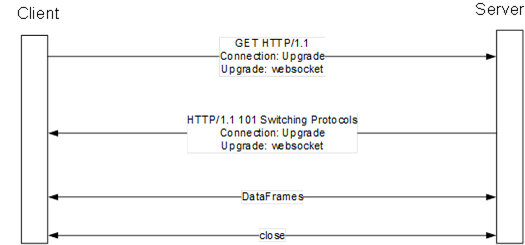 Client
Server
GET HTTP/1.1
Connection: Upgrade
Upgrade: websocket
HTTP/1.1 101 Switching Protocols
Connection: Upgrade
Upgrade: websocket
DataFrames
close